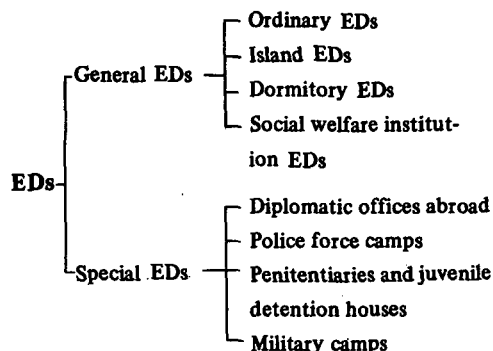 EDs
General EDs
Ordinary EDs
Island EDs
Dormitory EDs
Social welfare institut-
ion EDs
Special EDs
Diplomatic offices abroad
Police force camps
Penitentiaries and juvenile
detention houses
Military camps